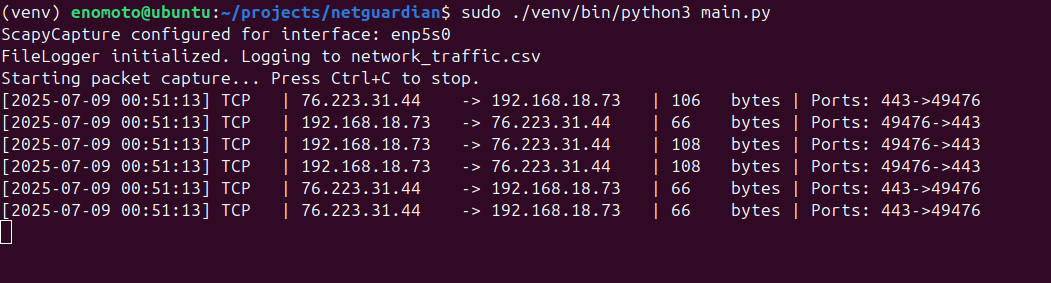 (venv) enomoto@ubuntu:~/projects/netguardian$ sudo ./venv/bin/python3 main.py
ScapyCapture configured for interface: enp5s0
FileLogger initialized. Logging to network_traffic.csv
Starting packet capture... Press Ctrl+C to stop.
[2025-07-09 00:51:13] TCP   | 76.223.31.44    -> 192.168.18.73   | 106   bytes | Ports: 443->49476
[2025-07-09 00:51:13] TCP   | 192.168.18.73   -> 76.223.31.44    | 66    bytes | Ports: 49476->443
[2025-07-09 00:51:13] TCP   | 192.168.18.73   -> 76.223.31.44    | 108   bytes | Ports: 49476->443
[2025-07-09 00:51:13] TCP   | 192.168.18.73   -> 76.223.31.44    | 108   bytes | Ports: 49476->443
[2025-07-09 00:51:13] TCP   | 76.223.31.44    -> 192.168.18.73   | 66    bytes | Ports: 443->49476
[2025-07-09 00:51:13] TCP   | 76.223.31.44    -> 192.168.18.73   | 66    bytes | Ports: 443->49476